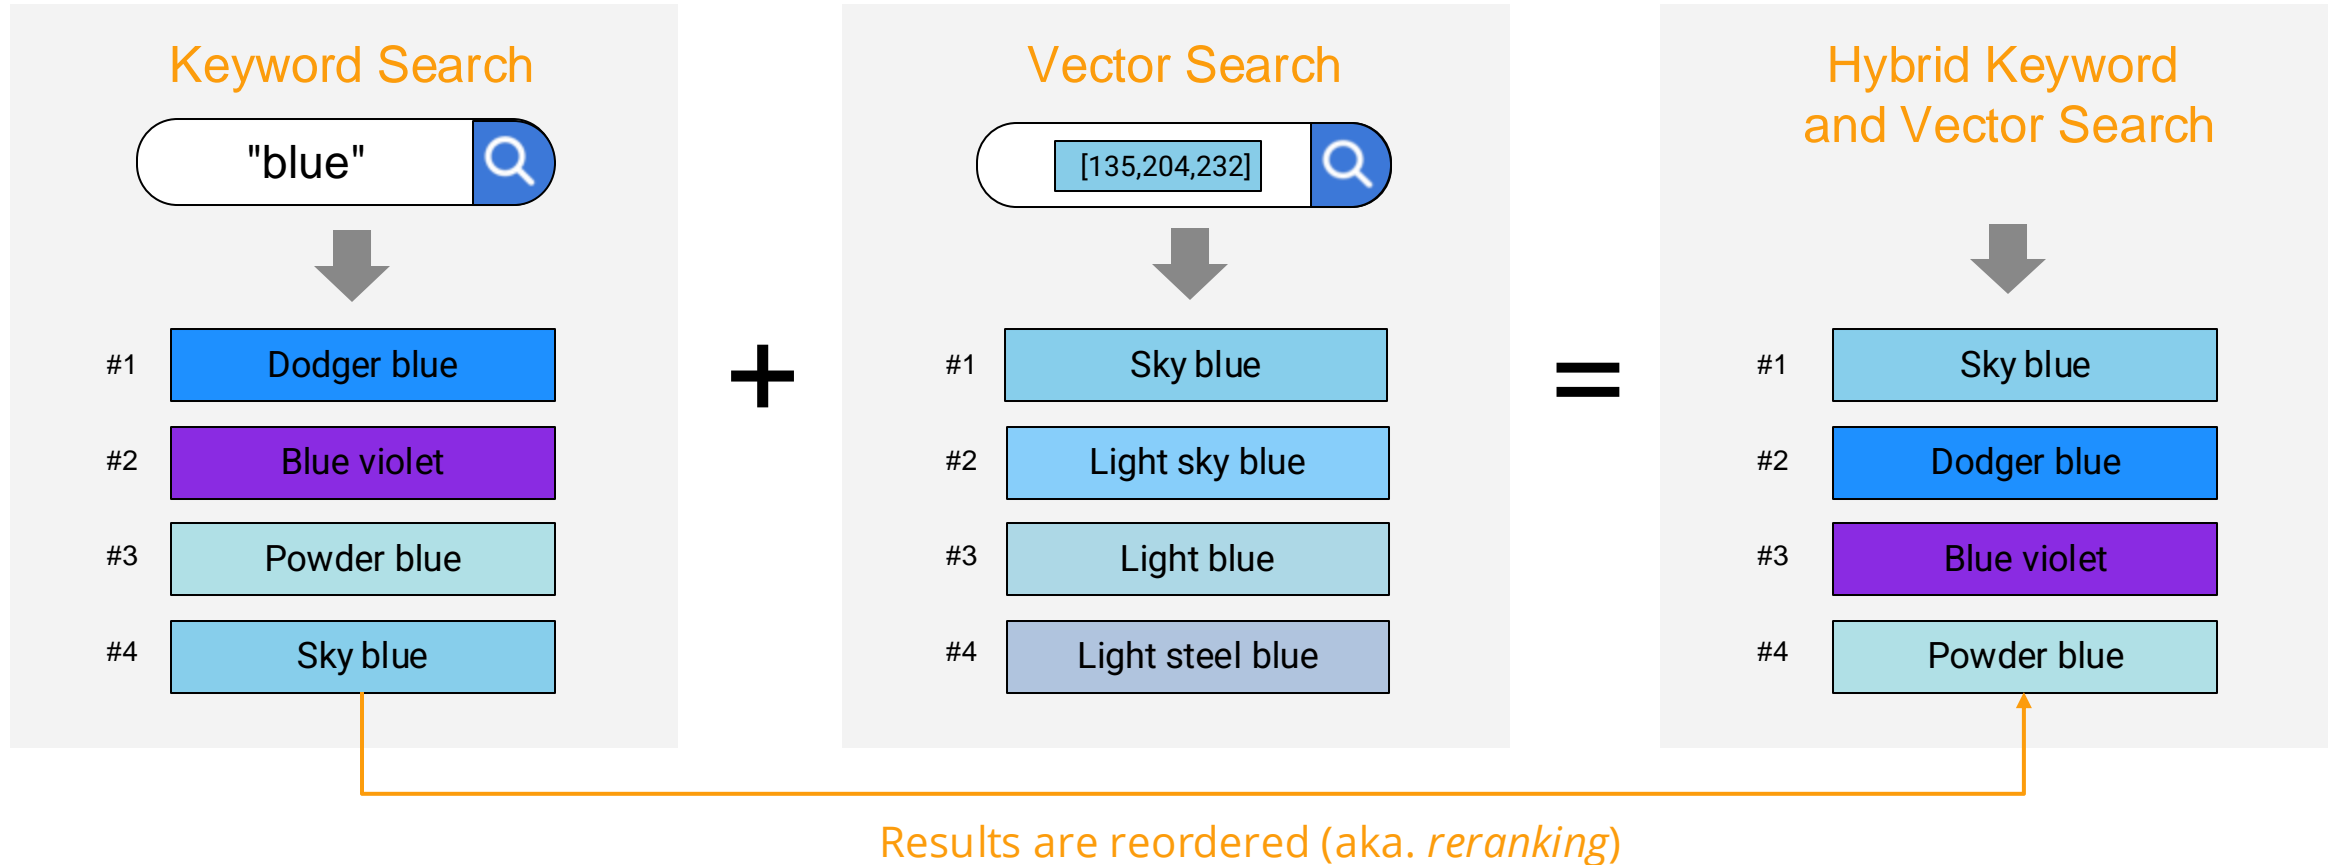 Keyword Search
"blue"
#1 Dodger blue
#2 Blue violet
#3 Powder blue
#4 Sky blue
+
Vector Search
[135,204,232]
#1 Sky blue
#2 Light sky blue
#3 Light blue
#4 Light steel blue
=
Hybrid Keyword
and Vector Search
#1 Sky blue
#2 Dodger blue
#3 Blue violet
#4 Powder blue
Results are reordered (aka. reranking)